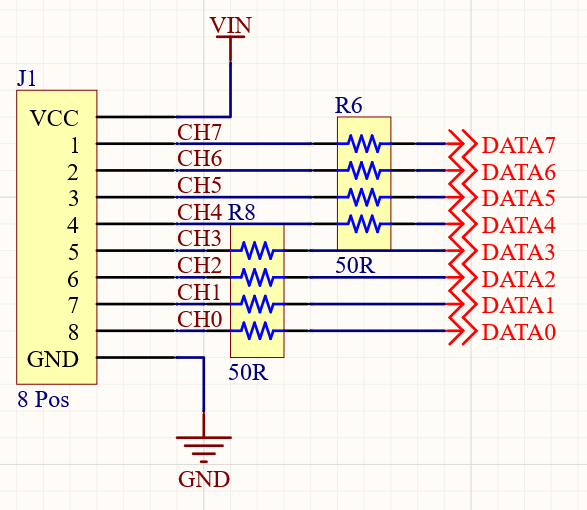 VIN
J1
R6
VCC
CH7
1
DATA7
CH6
2
DATA6
CH5
3
DATA5
CH4
R8
4
DATA4
CH3
5
DATA3
CH2
50R
6
DATA2
CH1
7
DATA1
CH0
8
DATA0
GND
50R
8 Pos
GND